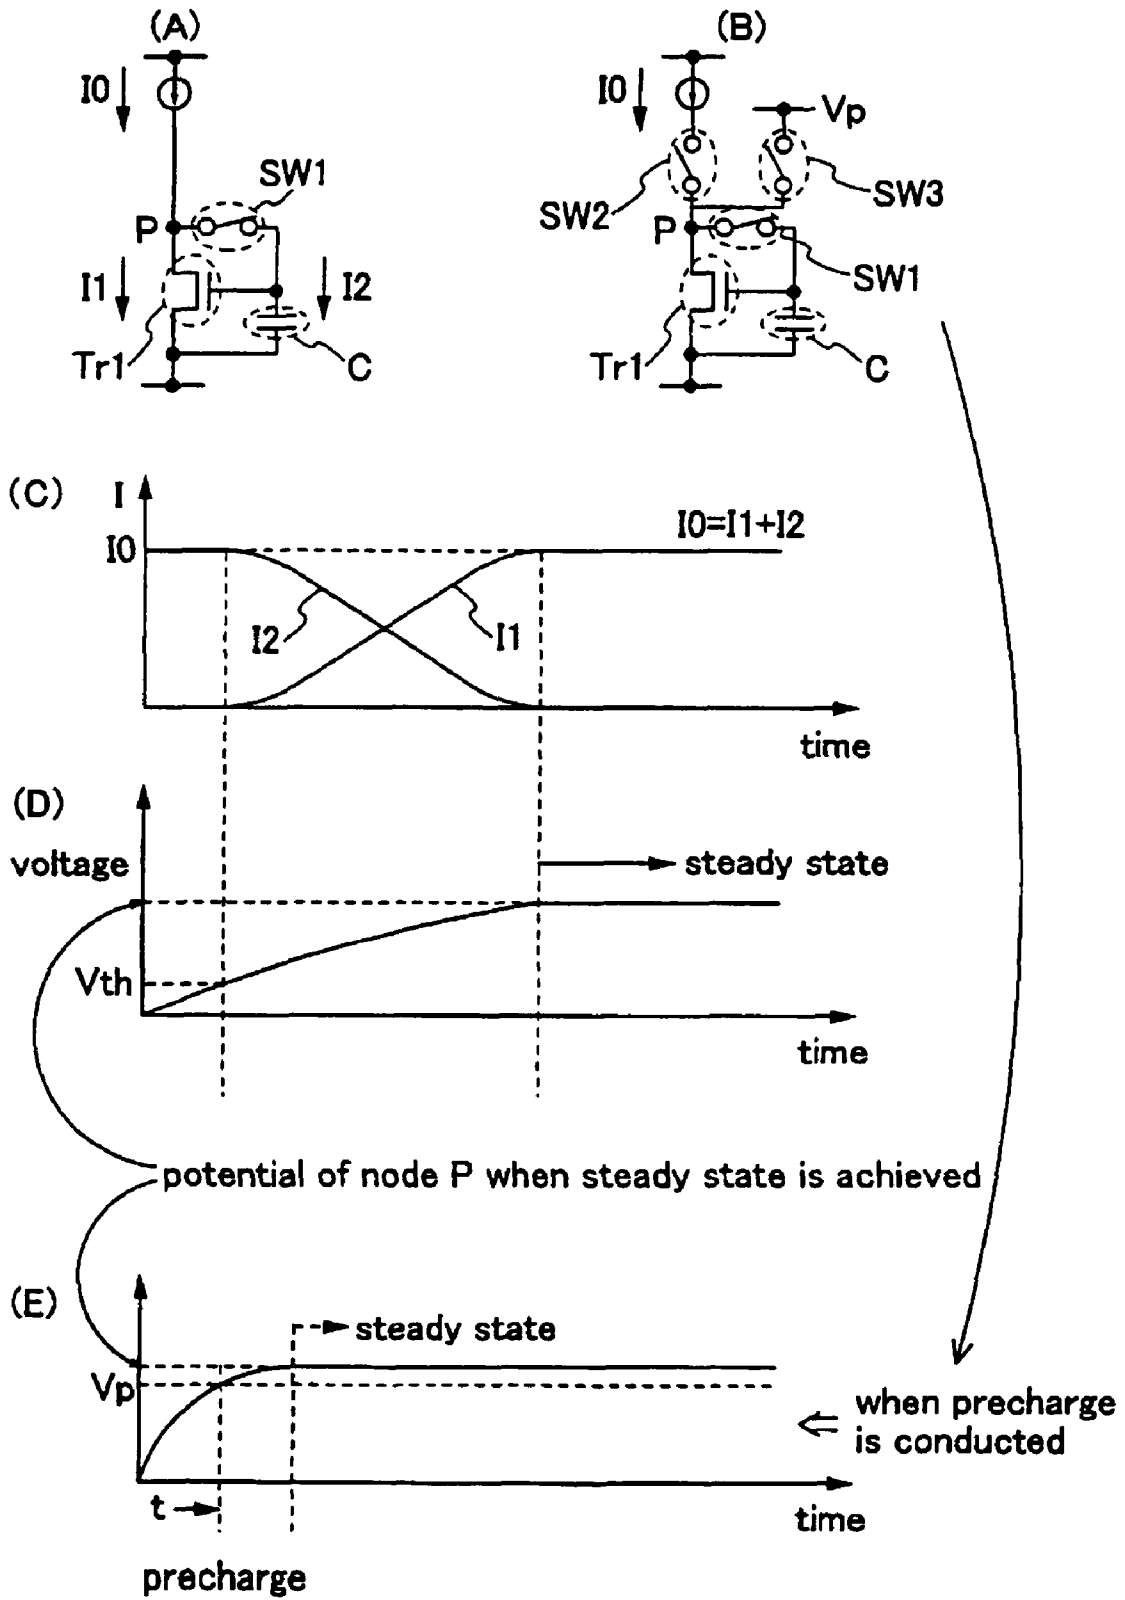 (A)
I0
SW1
P
I1
I2
Tr1
C
(B)
I0
Vp
SW2
SW3
P
SW1
Tr1
C
(C)
I
I0
I0=I1+I2
I2
I1
time
(D)
voltage
steady state
Vth
time
potential of node P when steady state is achieved
(E)
steady state
Vp
when precharge
is conducted
t
time
precharge